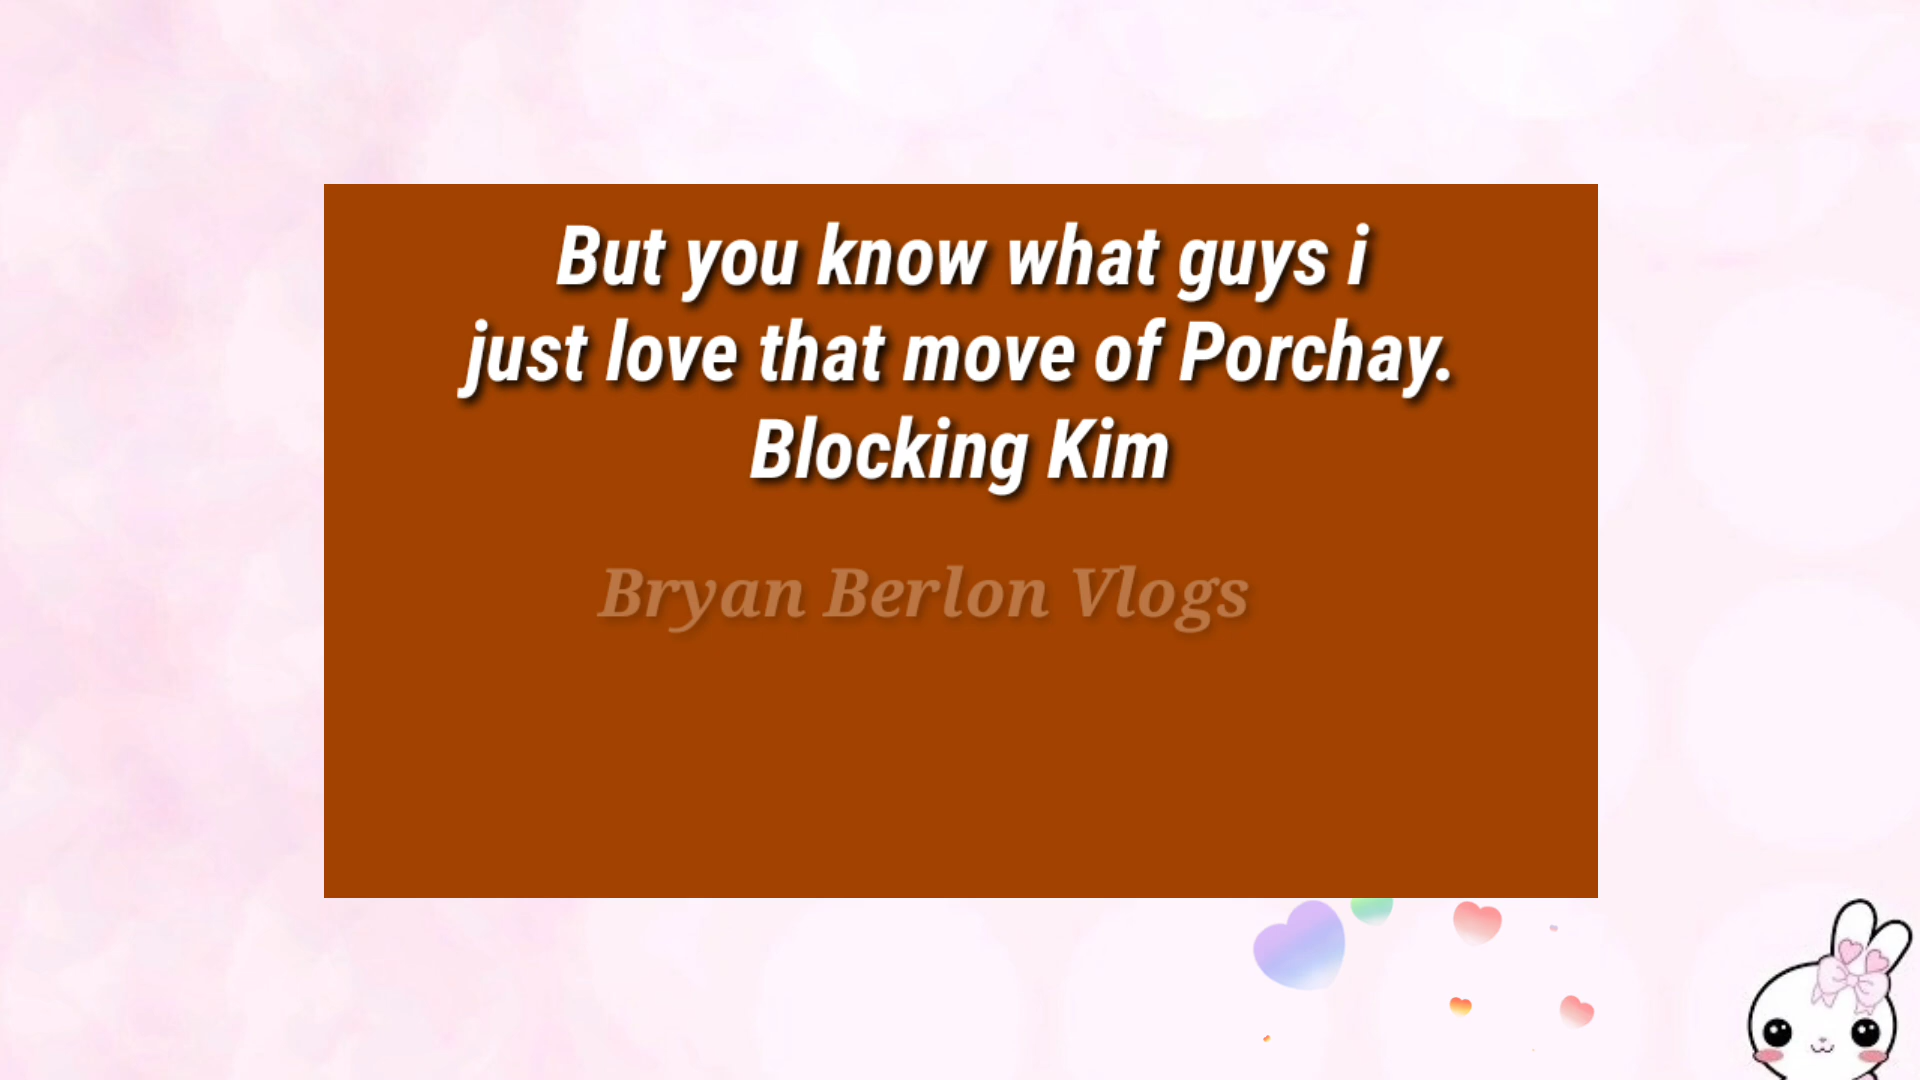 But you know what guys i
just love that move of Porchay.
Blocking Kim
Bryan Berlon Vlogs